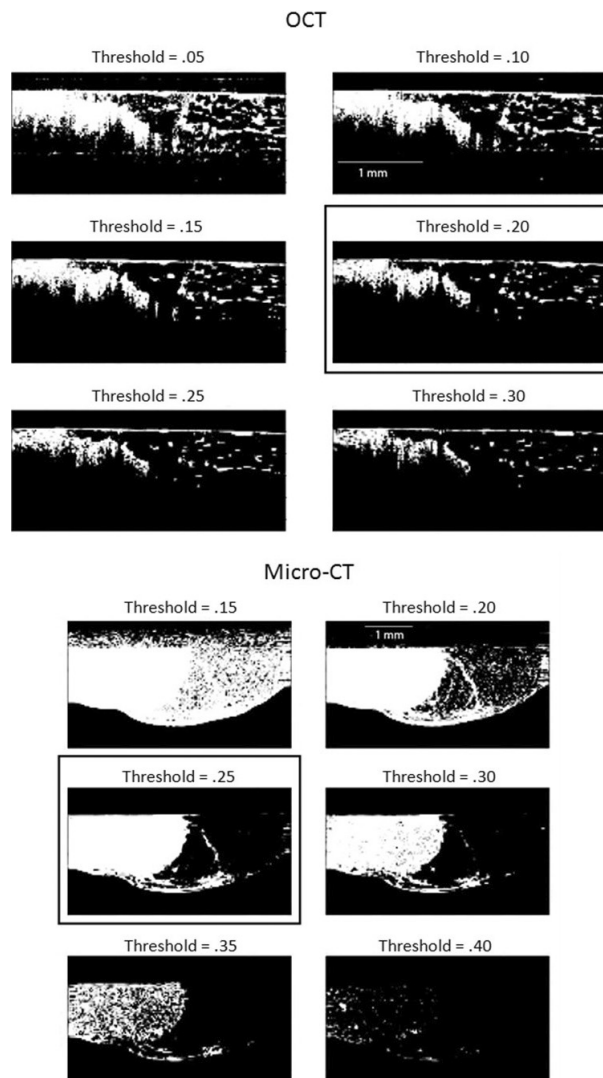 OCT
Threshold = .05
Threshold = .10
1 mm
Threshold = .15
Threshold = .20
Threshold = .25
Threshold = .30
Micro-CT
Threshold = .15
Threshold = .20
1 mm
Threshold = .25
Threshold = .30
Threshold = .35
Threshold = .40